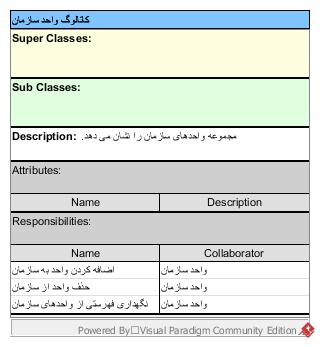 کاتالوگ واحد سازمان
Super Classes:
Sub Classes:
Description: مجموعه واحدهای سازمان را نشان می دهد.
Attributes:
Name Description
Responsibilities:
Name Collaborator
اضافه کردن واحد به سازمان واحد سازمان
حذف واحد از سازمان واحد سازمان
نگهداری فهرستی از واحدهای سازمان واحد سازمان
Powered By□Visual Paradigm Community Edition